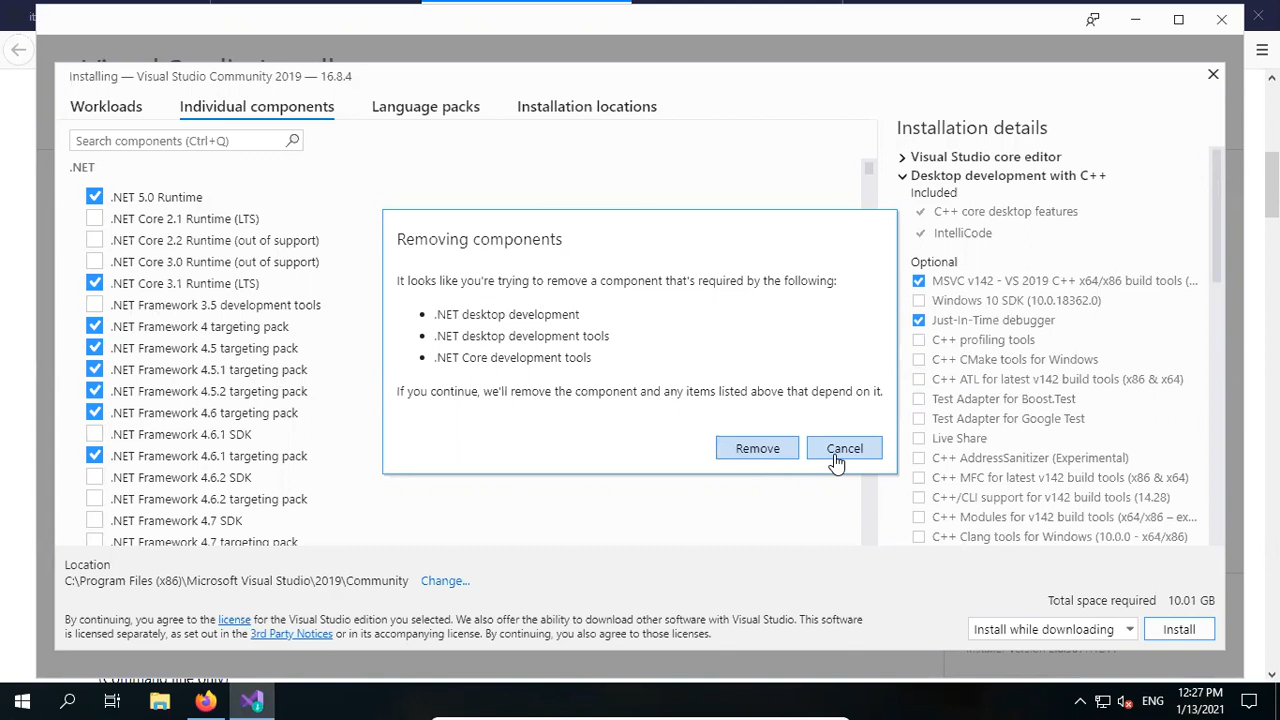 Installing — Visual Studio Community 2019 — 16.8.4
Workloads
Individual components
Language packs
Installation locations
Search components (Ctrl+Q)
.NET
.NET 5.0 Runtime
.NET Core 2.1 Runtime (LTS)
.NET Core 2.2 Runtime (out of support)
.NET Core 3.0 Runtime (out of support)
.NET Core 3.1 Runtime (LTS)
.NET Framework 3.5 development tools
.NET Framework 4 targeting pack
.NET Framework 4.5 targeting pack
.NET Framework 4.5.1 targeting pack
.NET Framework 4.5.2 targeting pack
.NET Framework 4.6 targeting pack
.NET Framework 4.6.1 SDK
.NET Framework 4.6.1 targeting pack
.NET Framework 4.6.2 SDK
.NET Framework 4.6.2 targeting pack
.NET Framework 4.7 SDK
.NET Framework 4.7 targeting pack
Removing components
It looks like you're trying to remove a component that's required by the following:
.NET desktop development
.NET desktop development tools
.NET Core development tools
If you continue, we'll remove the component and any items listed above that depend on it.
Remove
Cancel
Installation details
Visual Studio core editor
Desktop development with C++
Included
C++ core desktop features
IntelliCode
Optional
MSVC v142 - VS 2019 C++ x64/x86 build tools (...
Windows 10 SDK (10.0.18362.0)
Just-In-Time debugger
C++ profiling tools
C++ CMake tools for Windows
C++ ATL for latest v142 build tools (x86 & x64)
Test Adapter for Boost.Test
Test Adapter for Google Test
Live Share
C++ AddressSanitizer (Experimental)
C++ MFC for latest v142 build tools (x86 & x64)
C++/CLI support for v142 build tools (14.28)
C++ Modules for v142 build tools (x64/x86 – ex...
C++ Clang tools for Windows (10.0.0 - x64/x86)
Location
C:\Program Files (x86)\Microsoft Visual Studio\2019\Community
Change...
Total space required 10.01 GB
By continuing, you agree to the license for the Visual Studio edition you selected. We also offer the ability to download other software with Visual Studio. This software
is licensed separately, as set out in the 3rd Party Notices or in its accompanying license. By continuing, you also agree to those licenses.
Install while downloading
Install
ENG
12:27 PM
1/13/2021